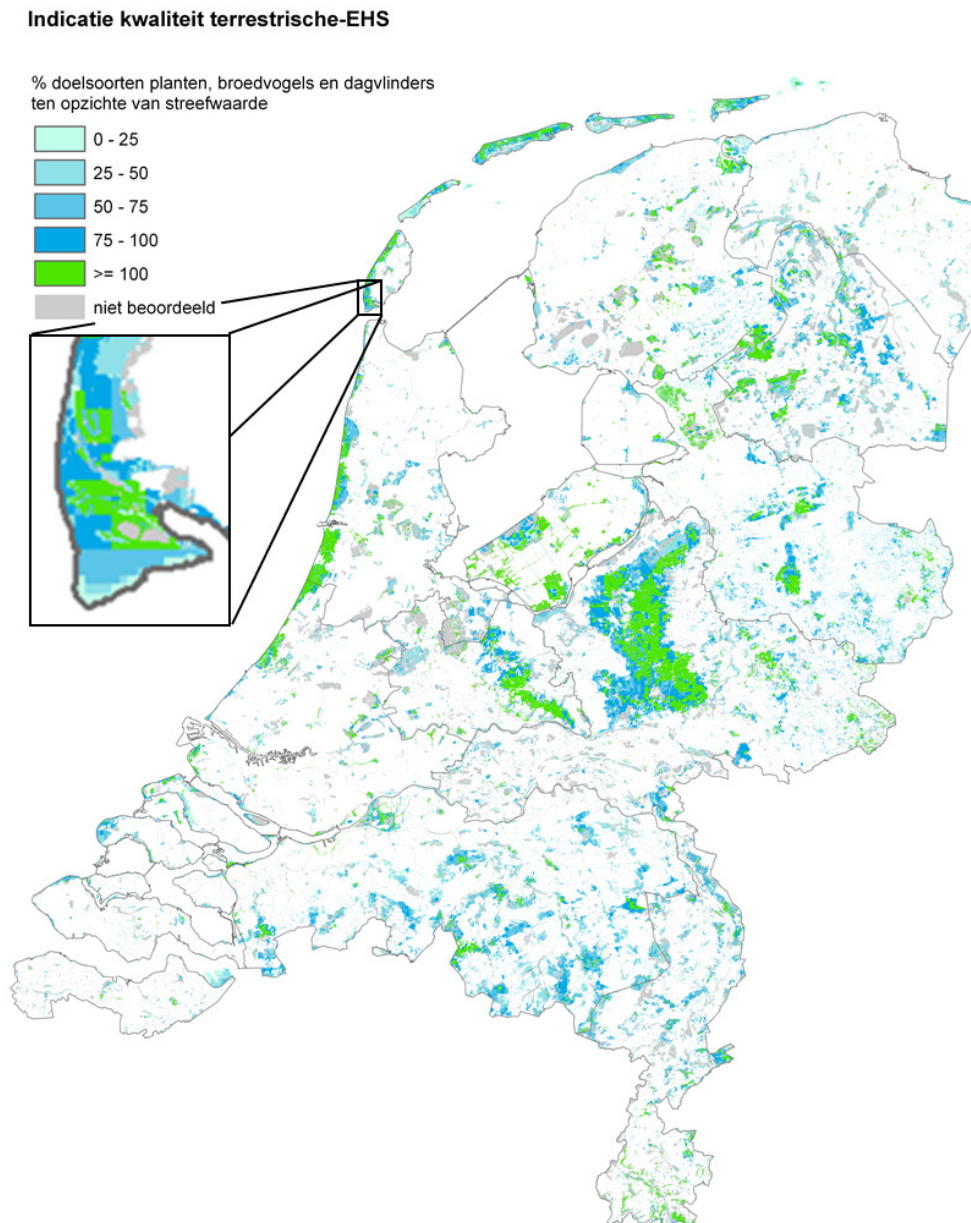 Indicatie kwaliteit terrestrische-EHS
% doelsoorten planten, broedvogels en dagvlinders
ten opzichte van streefwaarde
0 - 25
25 - 50
50 - 75
75 - 100
>= 100
niet beoordeeld